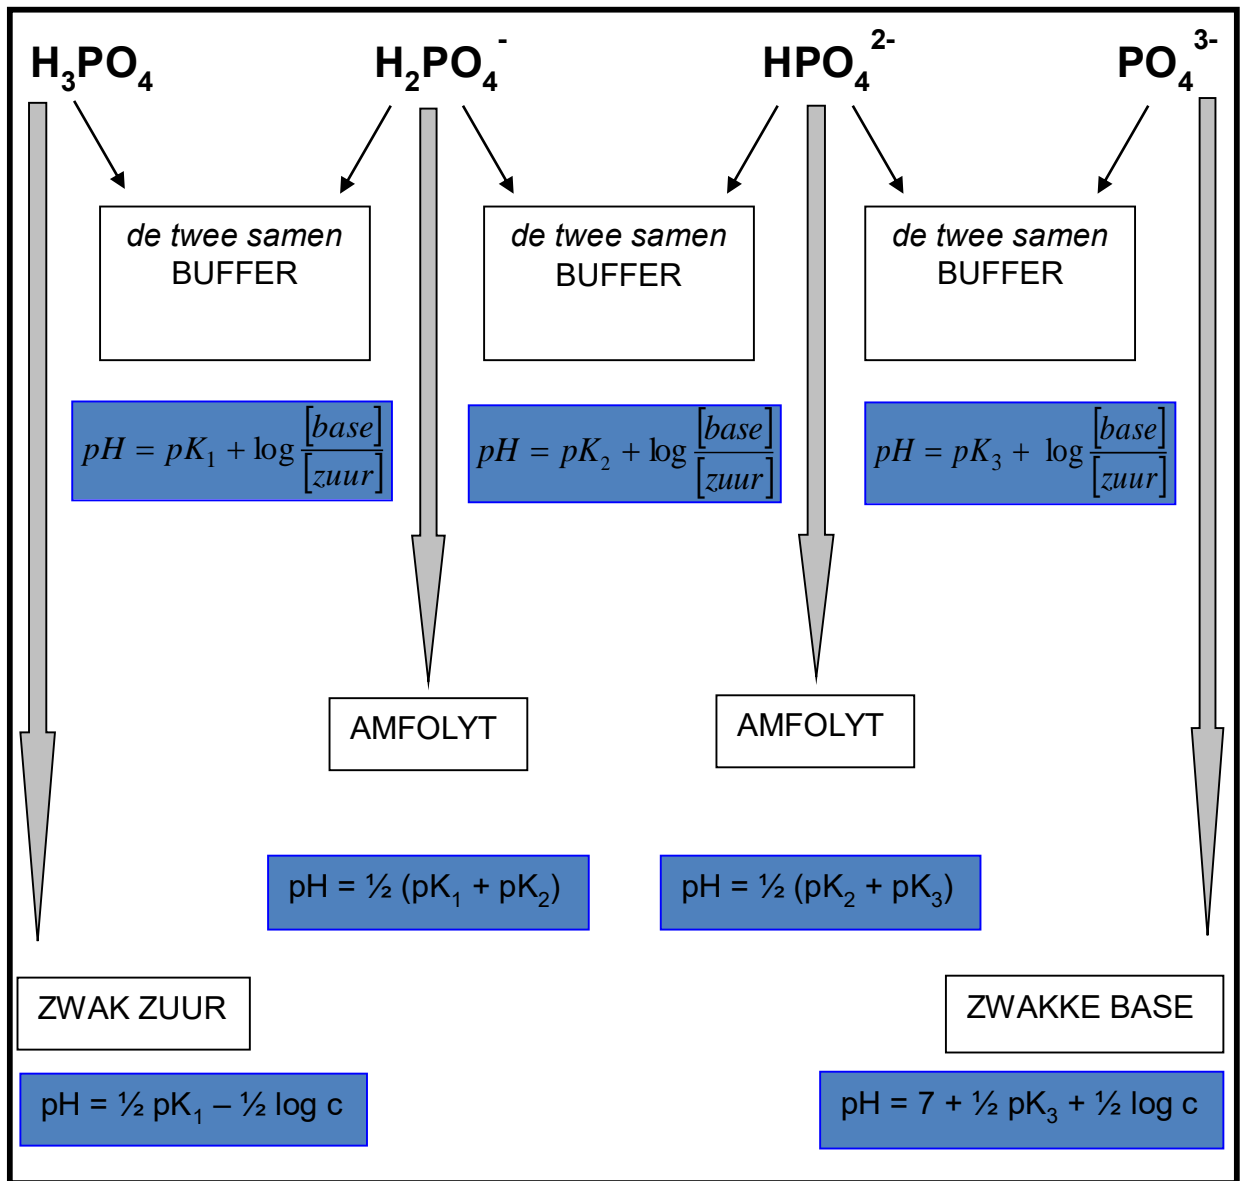 H₃PO₄ H₂PO₄⁻ HPO₄²⁻ PO₄³⁻
de twee samen
BUFFER
de twee samen
BUFFER
de twee samen
BUFFER
pH = pK₁ + log [base]/[zuur]
pH = pK₂ + log [base]/[zuur]
pH = pK₃ + log [base]/[zuur]
AMFOLYT
AMFOLYT
pH = ½ (pK₁ + pK₂)
pH = ½ (pK₂ + pK₃)
ZWAK ZUUR
ZWAKKE BASE
pH = ½ pK₁ – ½ log c
pH = 7 + ½ pK₃ + ½ log c